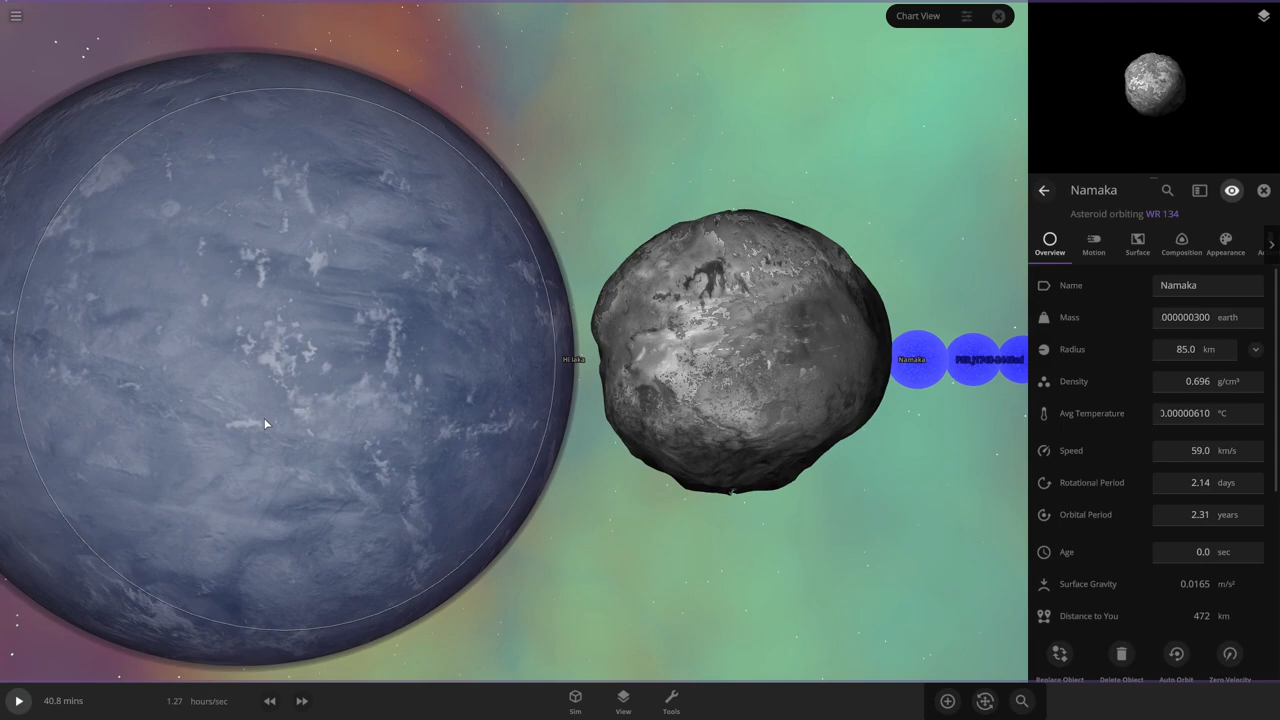 Chart View
Namaka
Asteroid orbiting WR 134
Overview
Motion
Surface
Composition
Appearance
Name
Namaka
Mass
000000300 earth
Radius
85.0 km
Density
0.696 g/cm³
Avg Temperature
0.00000610 °C
Speed
59.0 km/s
Rotational Period
2.14 days
Orbital Period
2.31 years
Age
0.0 sec
Surface Gravity
0.0165 m/s²
Distance to You
472 km
Replace Object
Delete Object
Auto Orbit
Zero Velocity
Hi'iaka
Namaka
40.8 mins
1.27 hours/sec
Sim
View
Tools